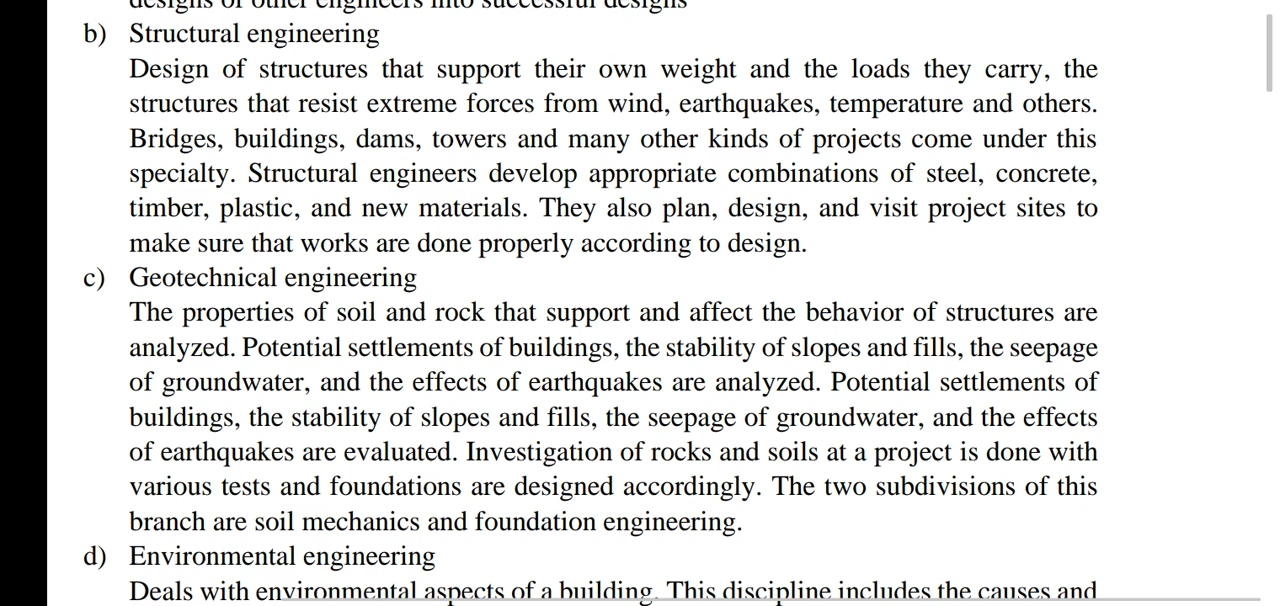 designs of other engineers into successful designs
b) Structural engineering
Design of structures that support their own weight and the loads they carry, the
structures that resist extreme forces from wind, earthquakes, temperature and others.
Bridges, buildings, dams, towers and many other kinds of projects come under this
specialty. Structural engineers develop appropriate combinations of steel, concrete,
timber, plastic, and new materials. They also plan, design, and visit project sites to
make sure that works are done properly according to design.
c) Geotechnical engineering
The properties of soil and rock that support and affect the behavior of structures are
analyzed. Potential settlements of buildings, the stability of slopes and fills, the seepage
of groundwater, and the effects of earthquakes are analyzed. Potential settlements of
buildings, the stability of slopes and fills, the seepage of groundwater, and the effects
of earthquakes are evaluated. Investigation of rocks and soils at a project is done with
various tests and foundations are designed accordingly. The two subdivisions of this
branch are soil mechanics and foundation engineering.
d) Environmental engineering
Deals with environmental aspects of a building. This discipline includes the causes and